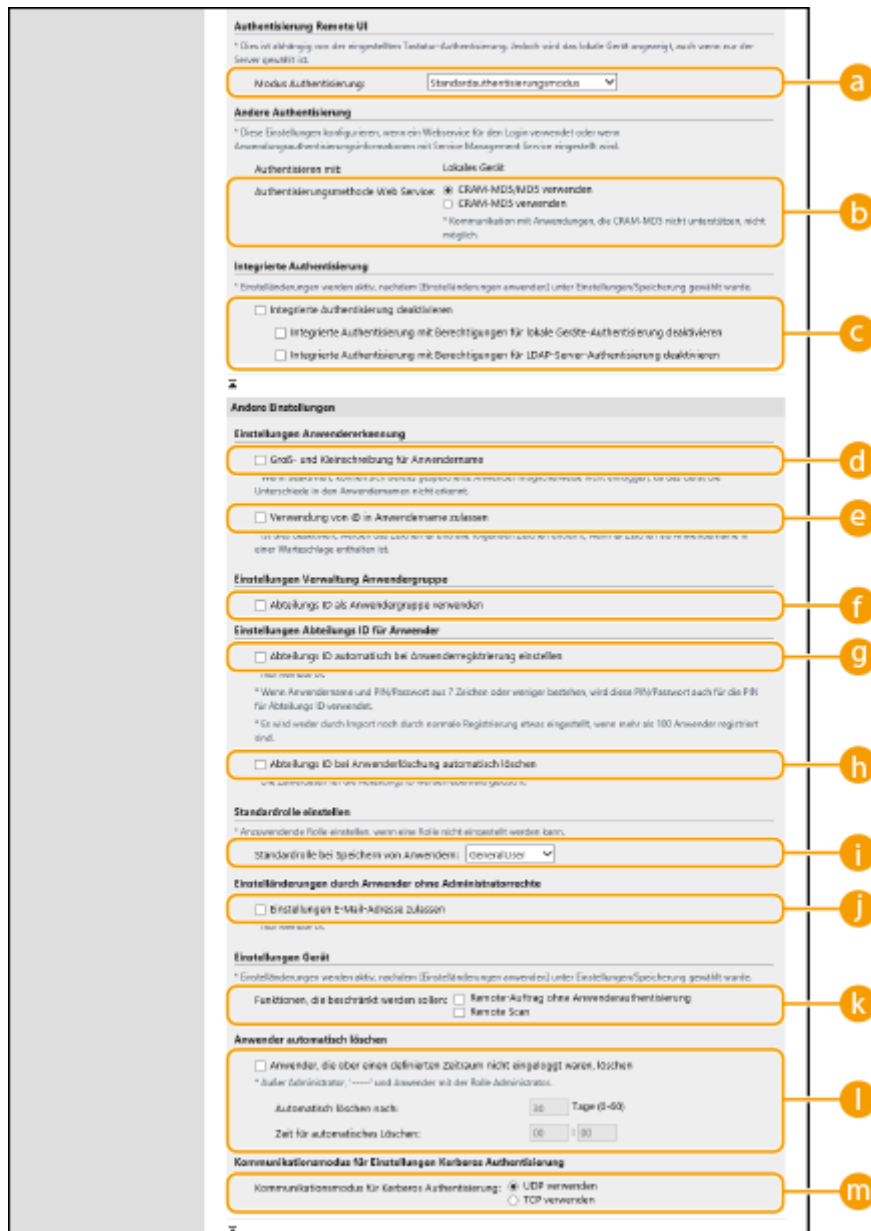 Authentisierung Remote UI
* Dies ist abhängig von der eingestellten Tastatur-Authentisierung. Jedoch wird das lokale Gerät angezeigt, auch wenn nur der
Server gewählt ist.
Modus Authentisierung: Standardauthentisierungsmodus
a
Andere Authentisierung
* Diese Einstellungen konfigurieren, wenn ein Webservice für den Login verwendet oder wenn
Anwendungsauthentisierungsinformationen mit Service Management Service eingestellt wird.
Authentisieren mit: Lokales Gerät
Authentisierungsmethode Web Service: CRAM-MD5/MD5 verwenden
CRAM-MD5 verwenden
b
* Kommunikation mit Anwendungen, die CRAM-MD5 nicht unterstützen, nicht
möglich.
Integrierte Authentisierung
* Einstelländerungen werden aktiv, nachdem [Einstelländerungen anwenden] unter Einstellungen/Speicherung gewählt wurde.
Integrierte Authentisierung deaktivieren
Integrierte Authentisierung mit Berechtigungen für lokale Geräte-Authentisierung deaktivieren
c
Integrierte Authentisierung mit Berechtigungen für LDAP-Server-Authentisierung deaktivieren
Andere Einstellungen
Einstellungen Anwendererkennung
Groß- und Kleinschreibung für Anwendername
d
Unterschiede in den Anwendernamen nicht erkennt.
Verwendung von @ in Anwendername zulassen
e
einer Warteschlange enthalten ist.
Einstellungen Verwaltung Anwendergruppe
Abteilungs ID als Anwendergruppe verwenden
f
Einstellungen Abteilungs ID für Anwender
Abteilungs ID automatisch bei Anwenderregistrierung einstellen
g
* Wenn Anwendername und PIN/Passwort aus 7 Zeichen oder weniger bestehen, wird diese PIN/Passwort auch für die PIN
für Abteilungs ID verwendet.
* Es wird weder durch Import noch durch normale Registrierung etwas eingestellt, wenn mehr als 100 Anwender registriert
sind.
Abteilungs ID bei Anwenderlöschung automatisch löschen
h
Standardrolle einstellen
* Anzuwendende Rolle einstellen, wenn eine Rolle nicht eingestellt werden kann.
Standardrolle bei Speichern von Anwendern: GeneralUser
i
Einstelländerungen durch Anwender ohne Administratorrechte
Einstellungen E-Mail-Adresse zulassen
j
Einstellungen Gerät
* Einstelländerungen werden aktiv, nachdem [Einstelländerungen anwenden] unter Einstellungen/Speicherung gewählt wurde.
Funktionen, die beschränkt werden sollen: Remote-Auftrag ohne Anwenderauthentisierung
Remote Scan
k
Anwender automatisch löschen
Anwender, die über einen definierten Zeitraum nicht eingeloggt waren, löschen
* Außer Administrator, '-----' und Anwender mit der Rolle Administrator.
Automatisch löschen nach: 30 Tage (0-60)
l
Zeit für automatisches Löschen: 00 : 00
Kommunikationsmodus für Einstellungen Kerberos Authentisierung
Kommunikationsmodus für Kerberos Authentisierung: UDP verwenden
TCP verwenden
m